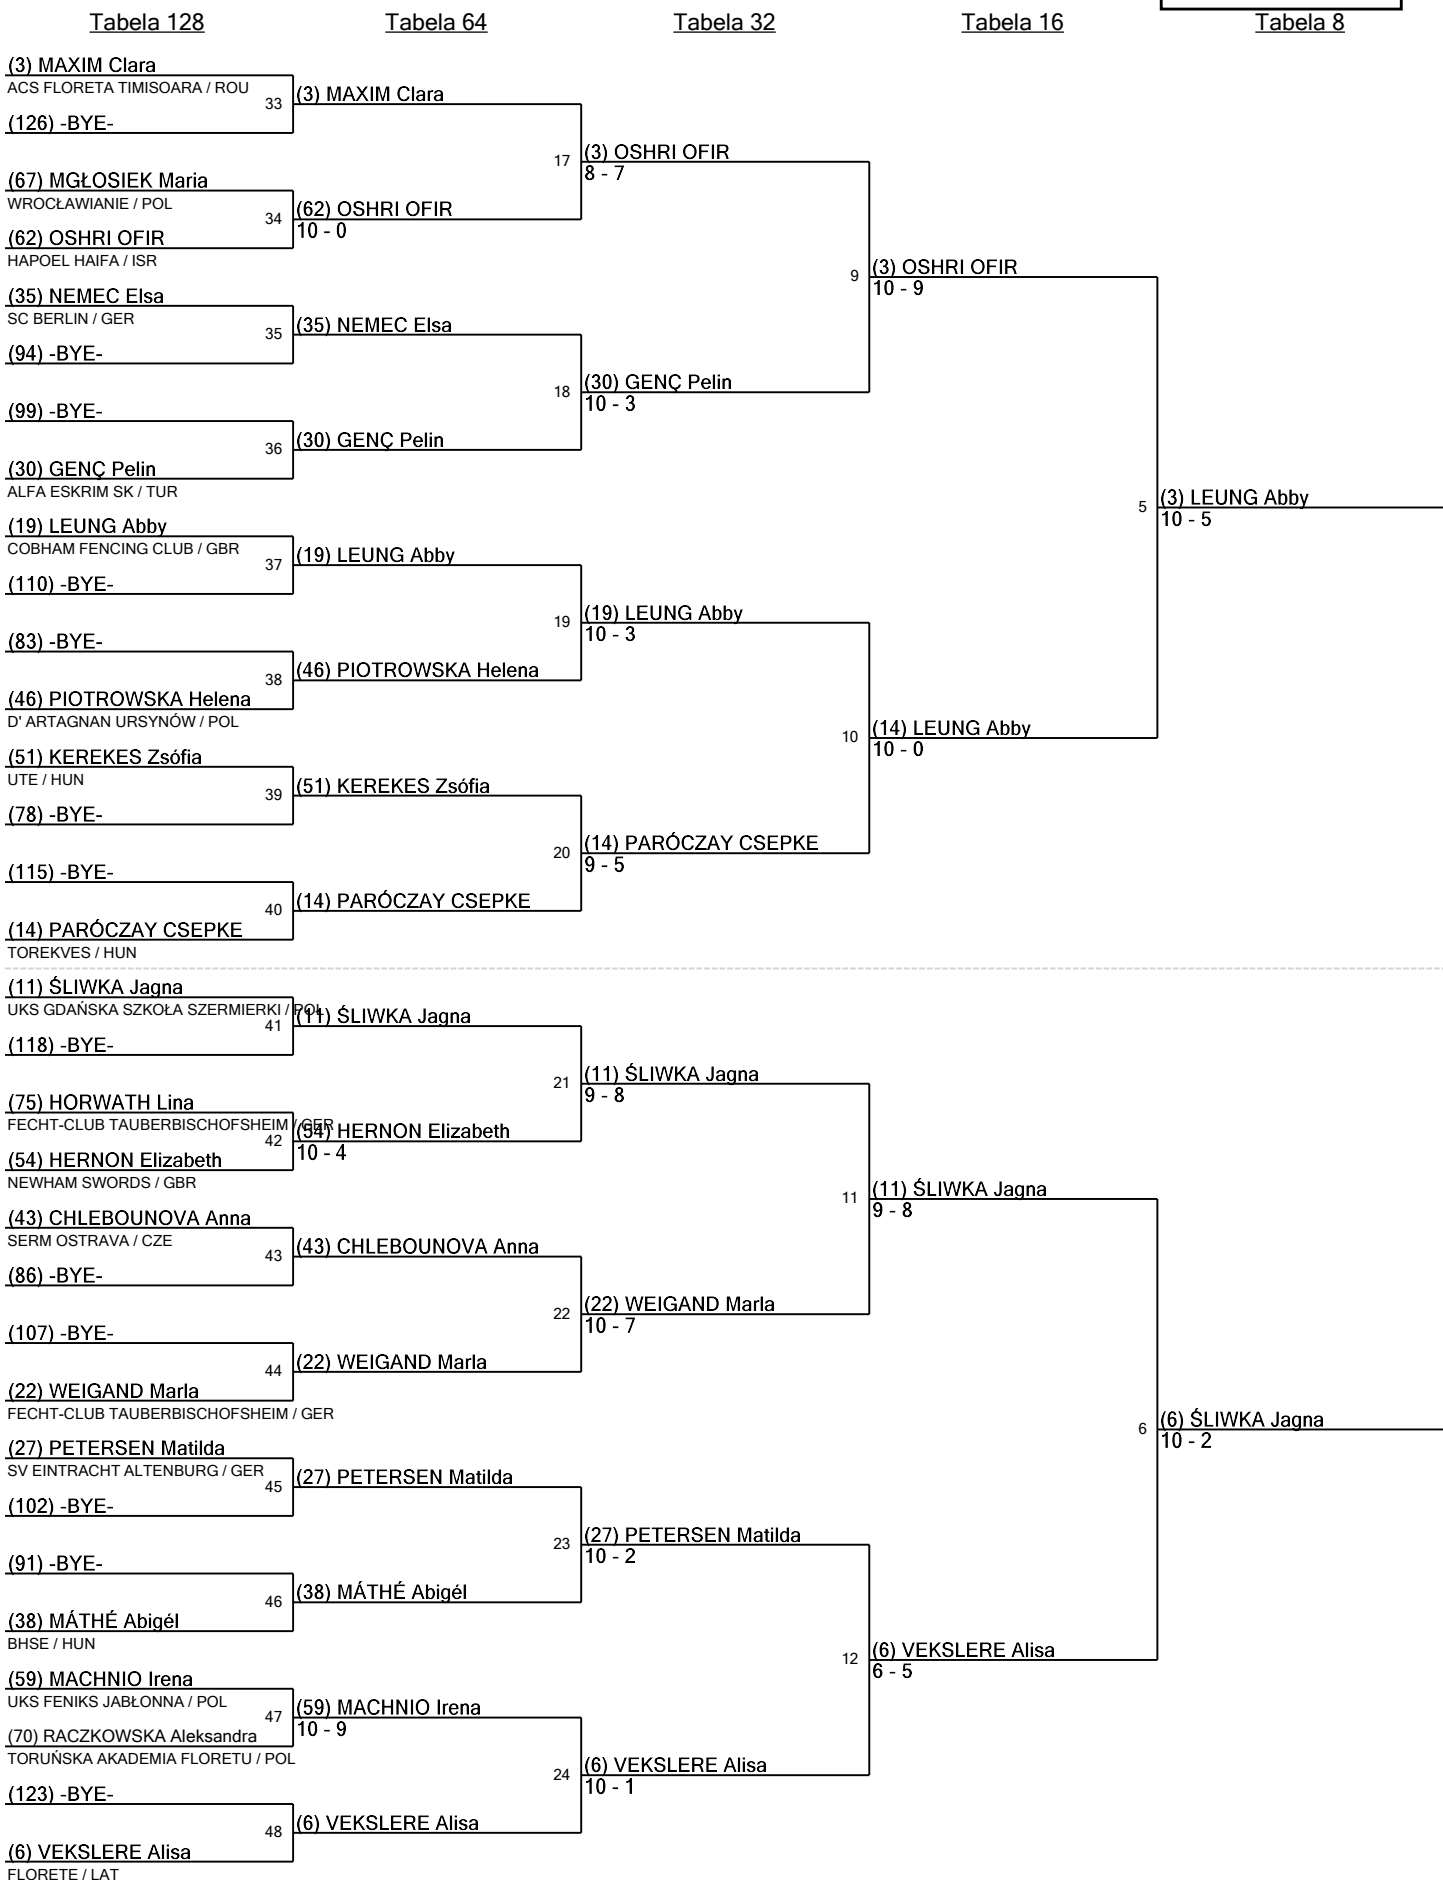 Tabela 128
Tabela 64
Tabela 32
Tabela 16
Tabela 8
(3) MAXIM Clara
ACS FLORETA TIMISOARA / ROU
33
(3) MAXIM Clara
(126) -BYE-
17
(3) OSHRI OFIR
8 - 7
(67) MGŁOSIEK Maria
WROCŁAWIANIE / POL
34
(62) OSHRI OFIR
10 - 0
(62) OSHRI OFIR
HAPOEL HAIFA / ISR
9
(3) OSHRI OFIR
10 - 9
(35) NEMEC Elsa
SC BERLIN / GER
35
(35) NEMEC Elsa
(94) -BYE-
18
(30) GENÇ Pelin
10 - 3
(99) -BYE-
36
(30) GENÇ Pelin
(30) GENÇ Pelin
ALFA ESKRIM SK / TUR
5
(3) LEUNG Abby
10 - 5
(19) LEUNG Abby
COBHAM FENCING CLUB / GBR
37
(19) LEUNG Abby
(110) -BYE-
19
(19) LEUNG Abby
10 - 3
(83) -BYE-
38
(46) PIOTROWSKA Helena
(46) PIOTROWSKA Helena
D' ARTAGNAN URSYNÓW / POL
10
(14) LEUNG Abby
10 - 0
(51) KEREKES Zsófia
UTE / HUN
39
(51) KEREKES Zsófia
(78) -BYE-
20
(14) PARÓCZAY CSEPKE
9 - 5
(115) -BYE-
40
(14) PARÓCZAY CSEPKE
(14) PARÓCZAY CSEPKE
TOREKVES / HUN
(11) ŚLIWKA Jagna
UKS GDAŃSKA SZKOŁA SZERMIERKI / POL
41
(11) ŚLIWKA Jagna
(118) -BYE-
21
(11) ŚLIWKA Jagna
9 - 8
(75) HORWATH Lina
FECHT-CLUB TAUBERBISCHOFSHEIM / GER
42
(54) HERNON Elizabeth
10 - 4
(54) HERNON Elizabeth
NEWHAM SWORDS / GBR
11
(11) ŚLIWKA Jagna
9 - 8
(43) CHLEBOUNOVA Anna
SERM OSTRAVA / CZE
43
(43) CHLEBOUNOVA Anna
(86) -BYE-
22
(22) WEIGAND Marla
10 - 7
(107) -BYE-
44
(22) WEIGAND Marla
(22) WEIGAND Marla
FECHT-CLUB TAUBERBISCHOFSHEIM / GER
6
(6) ŚLIWKA Jagna
10 - 2
(27) PETERSEN Matilda
SV EINTRACHT ALTENBURG / GER
45
(27) PETERSEN Matilda
(102) -BYE-
23
(27) PETERSEN Matilda
10 - 2
(91) -BYE-
46
(38) MÁTHÉ Abigél
(38) MÁTHÉ Abigél
BHSE / HUN
12
(6) VEKSLERE Alisa
6 - 5
(59) MACHNIO Irena
UKS FENIKS JABŁONNA / POL
47
(59) MACHNIO Irena
10 - 9
(70) RACZKOWSKA Aleksandra
TORUŃSKA AKADEMIA FLORETU / POL
24
(6) VEKSLERE Alisa
10 - 1
(123) -BYE-
48
(6) VEKSLERE Alisa
(6) VEKSLERE Alisa
FLORETE / LAT